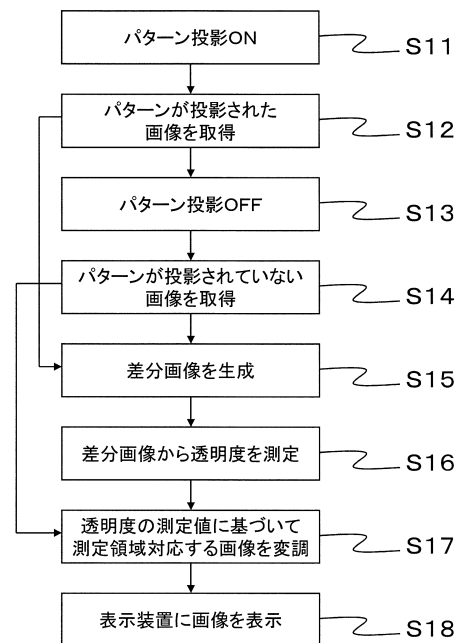 パターン投影ON
S11
パターンが投影された
画像を取得
S12
パターン投影OFF
S13
パターンが投影されていない
画像を取得
S14
差分画像を生成
S15
差分画像から透明度を測定
S16
透明度の測定値に基づいて
測定領域対応する画像を変調
S17
表示装置に画像を表示
S18